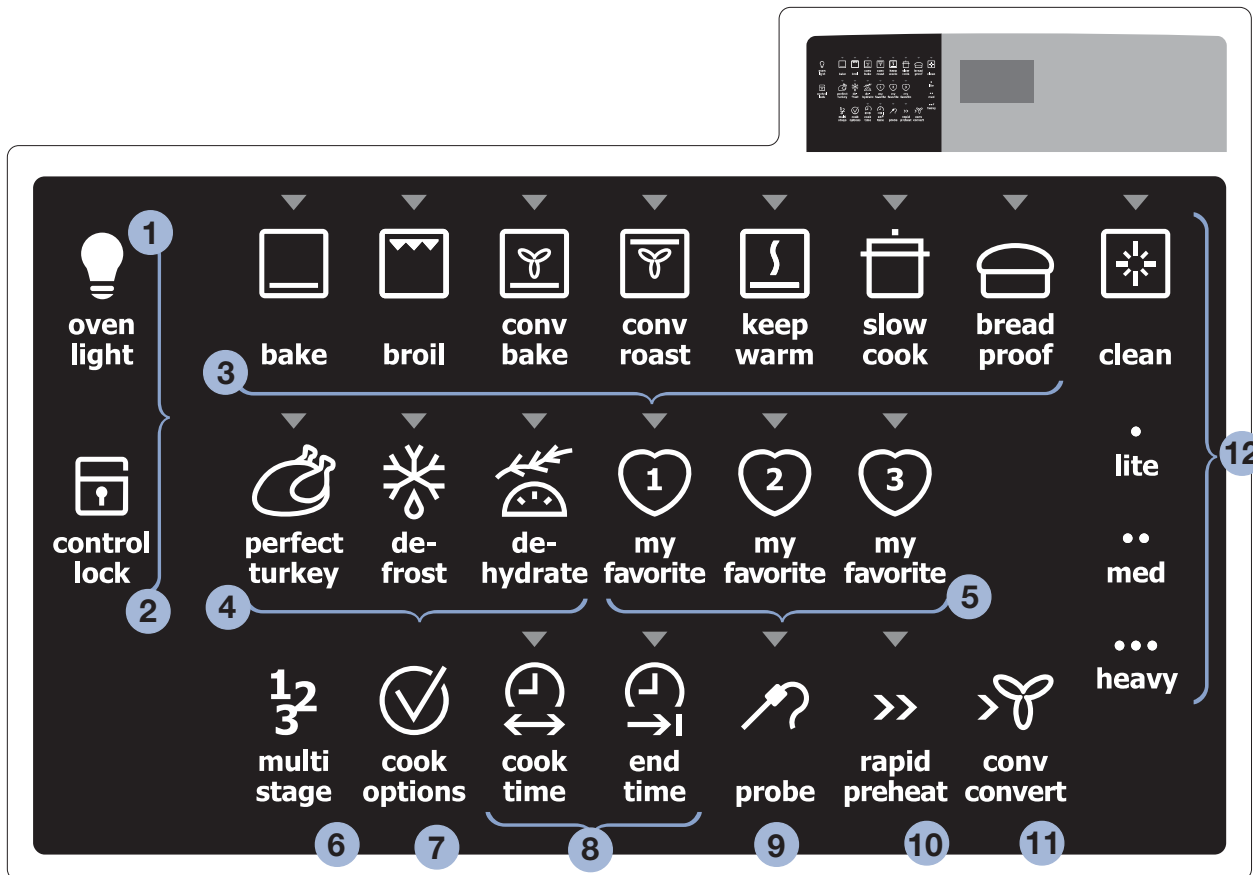 1
oven
light
control
lock
2
bake
broil
conv
bake
conv
roast
keep
warm
slow
cook
bread
proof
clean
3
perfect
turkey
de-
frost
de-
hydrate
1
my
favorite
2
my
favorite
3
my
favorite
4
5
lite
med
heavy
12
1
2
3
multi
stage
cook
options
cook
time
end
time
probe
rapid
preheat
conv
convert
6
7
8
9
10
11